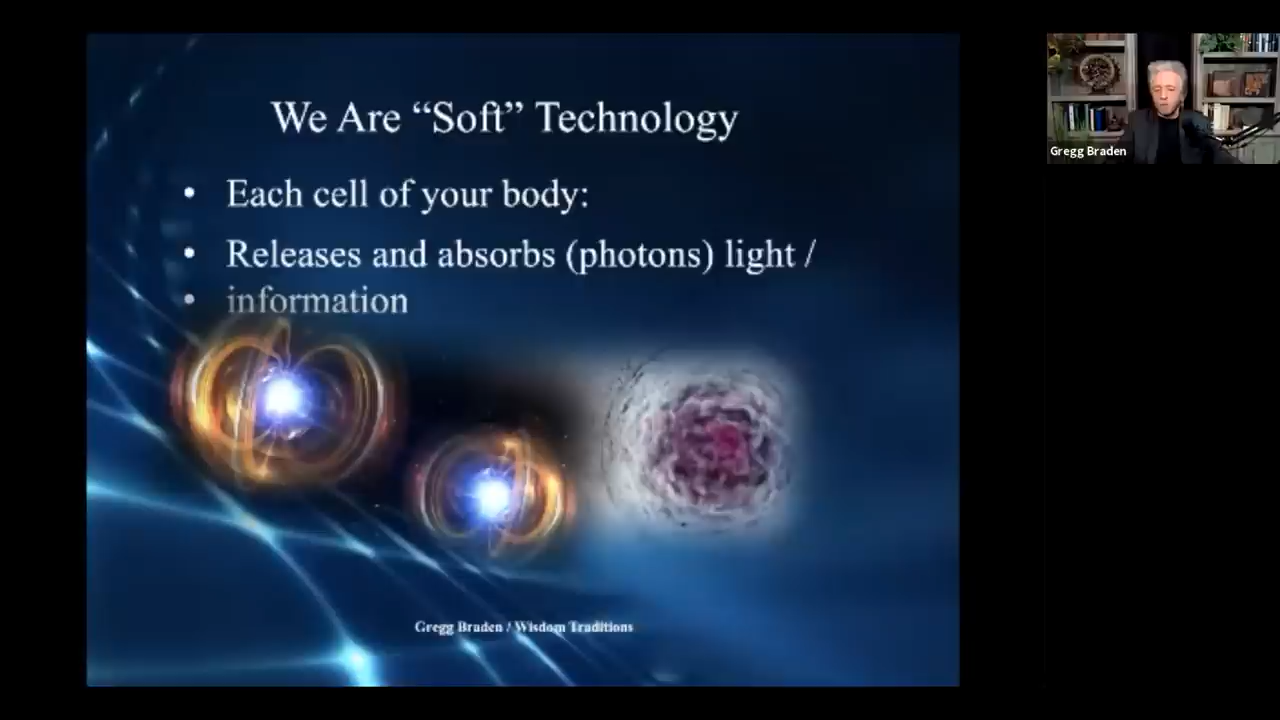 We Are “Soft” Technology
• Each cell of your body:
• Releases and absorbs (photons) light /
• information
Gregg Braden / Wisdom Traditions
Gregg Braden